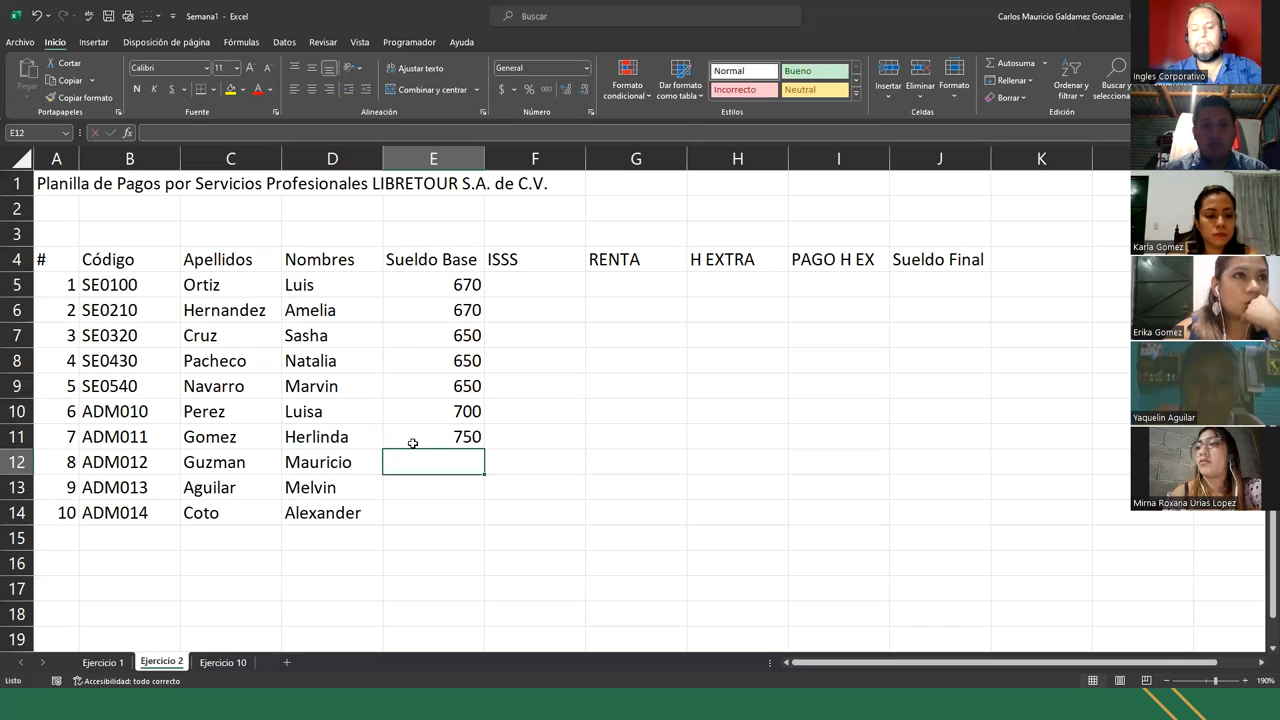 Semana1 - Excel
Buscar
Carlos Mauricio Galdamez Gonzalez
Archivo Inicio Insertar Disposición de página Fórmulas Datos Revisar Vista Programador Ayuda
Pegar
Cortar
Copiar
Copiar formato
Portapapeles
Calibri 11
N K S
Fuente
Ajustar texto
Combinar y centrar
Alineación
General
$ % 000
Número
Formato condicional
Dar formato como tabla
Normal Bueno
Incorrecto Neutral
Estilos
Insertar Eliminar Formato
Celdas
Autosuma
Rellenar
Borrar
Ordenar y filtrar
Buscar y
Edición
E12 fx
A B C D E F G H I J K
1 Planilla de Pagos por Servicios Profesionales LIBRETOUR S.A. de C.V.
2
3
4 # Código Apellidos Nombres Sueldo Base ISSS RENTA H EXTRA PAGO H EX Sueldo Final
5 1 SE0100 Ortiz Luis 670
6 2 SE0210 Hernandez Amelia 670
7 3 SE0320 Cruz Sasha 650
8 4 SE0430 Pacheco Natalia 650
9 5 SE0540 Navarro Marvin 650
10 6 ADM010 Perez Luisa 700
11 7 ADM011 Gomez Herlinda 750
12 8 ADM012 Guzman Mauricio
13 9 ADM013 Aguilar Melvin
14 10 ADM014 Coto Alexander
15
16
17
18
19
Ejercicio 1 Ejercicio 2 Ejercicio 10
Listo
Accesibilidad: todo correcto
190%
Ingles Corporativo
Karla Gomez
Erika Gomez
Yaquelin Aguilar
Mirna Roxana Urias Lopez